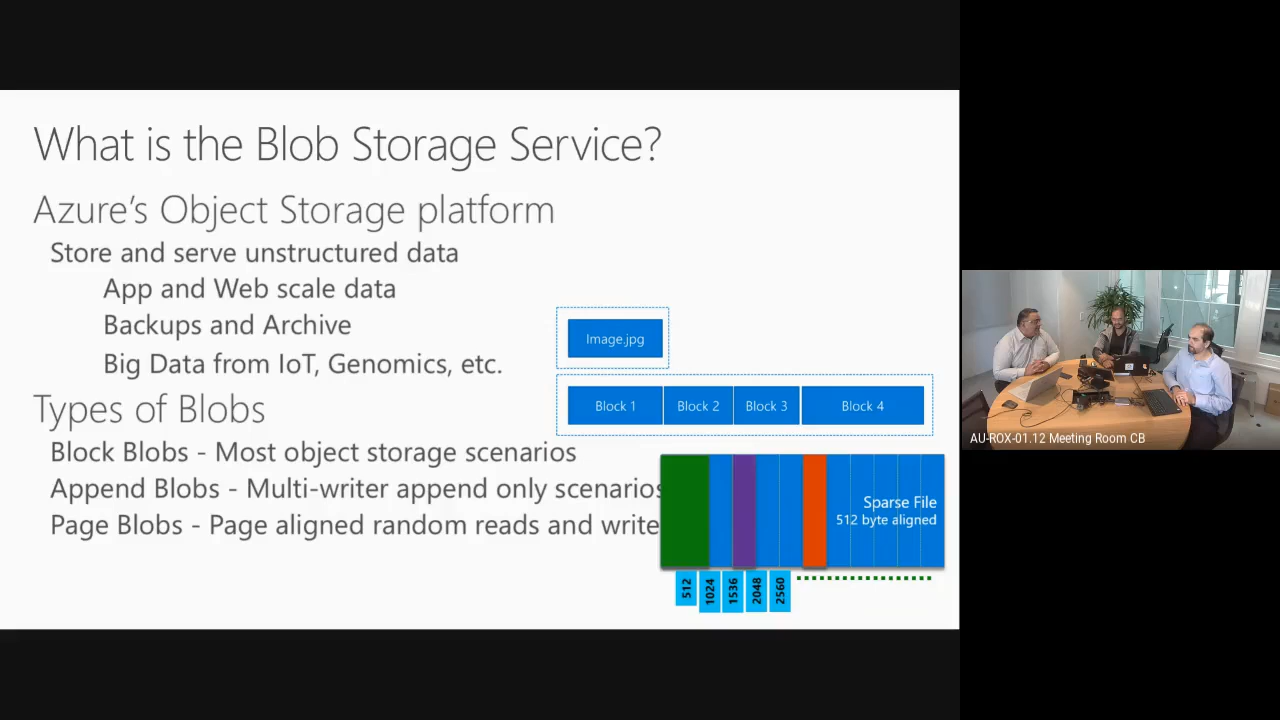 What is the Blob Storage Service?
Azure's Object Storage platform
Store and serve unstructured data
App and Web scale data
Backups and Archive
Big Data from IoT, Genomics, etc.
Types of Blobs
Block Blobs - Most object storage scenarios
Append Blobs - Multi-writer append only scenarios
Page Blobs - Page aligned random reads and write
Image.jpg
Block 1
Block 2
Block 3
Block 4
Sparse File
512 byte aligned
512
1024
1536
2048
2560
AU-ROX-01.12 Meeting Room CB